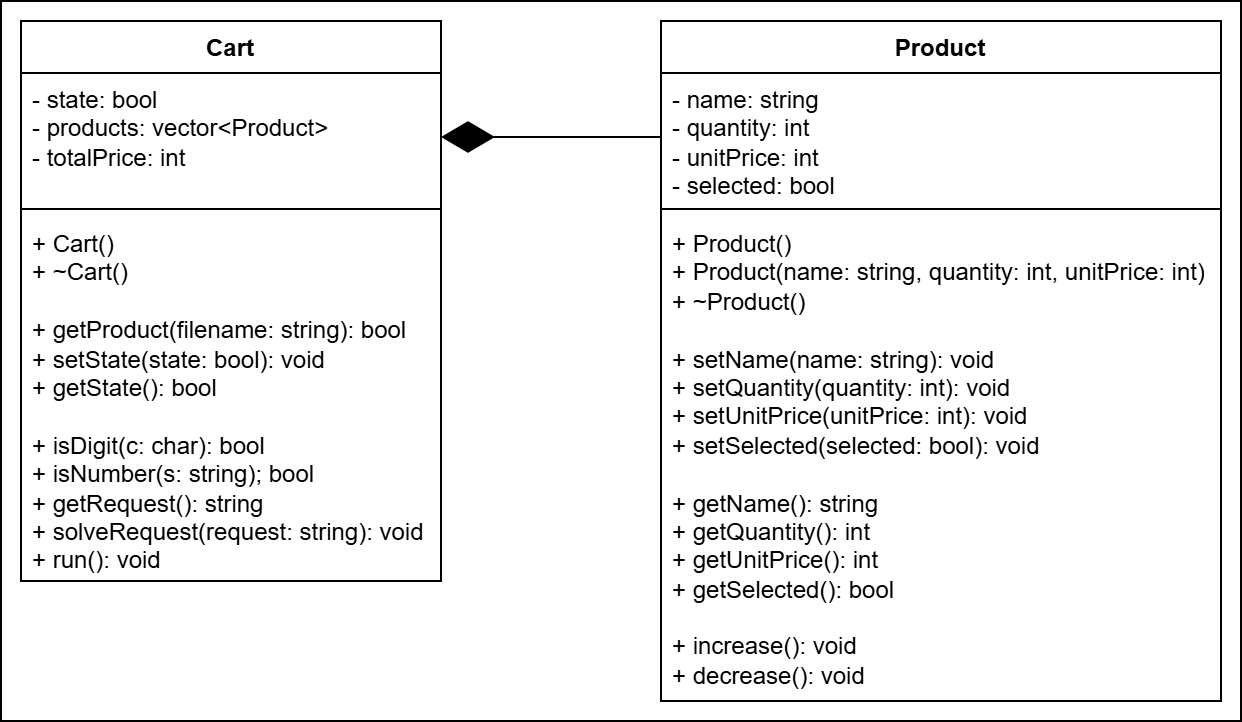 Cart
- state: bool
- products: vector<Product>
- totalPrice: int
+ Cart()
+ ~Cart()
+ getProduct(filename: string): bool
+ setState(state: bool): void
+ getState(): bool
+ isDigit(c: char): bool
+ isNumber(s: string); bool
+ getRequest(): string
+ solveRequest(request: string): void
+ run(): void
Product
- name: string
- quantity: int
- unitPrice: int
- selected: bool
+ Product()
+ Product(name: string, quantity: int, unitPrice: int)
+ ~Product()
+ setName(name: string): void
+ setQuantity(quantity: int): void
+ setUnitPrice(unitPrice: int): void
+ setSelected(selected: bool): void
+ getName(): string
+ getQuantity(): int
+ getUnitPrice(): int
+ getSelected(): bool
+ increase(): void
+ decrease(): void